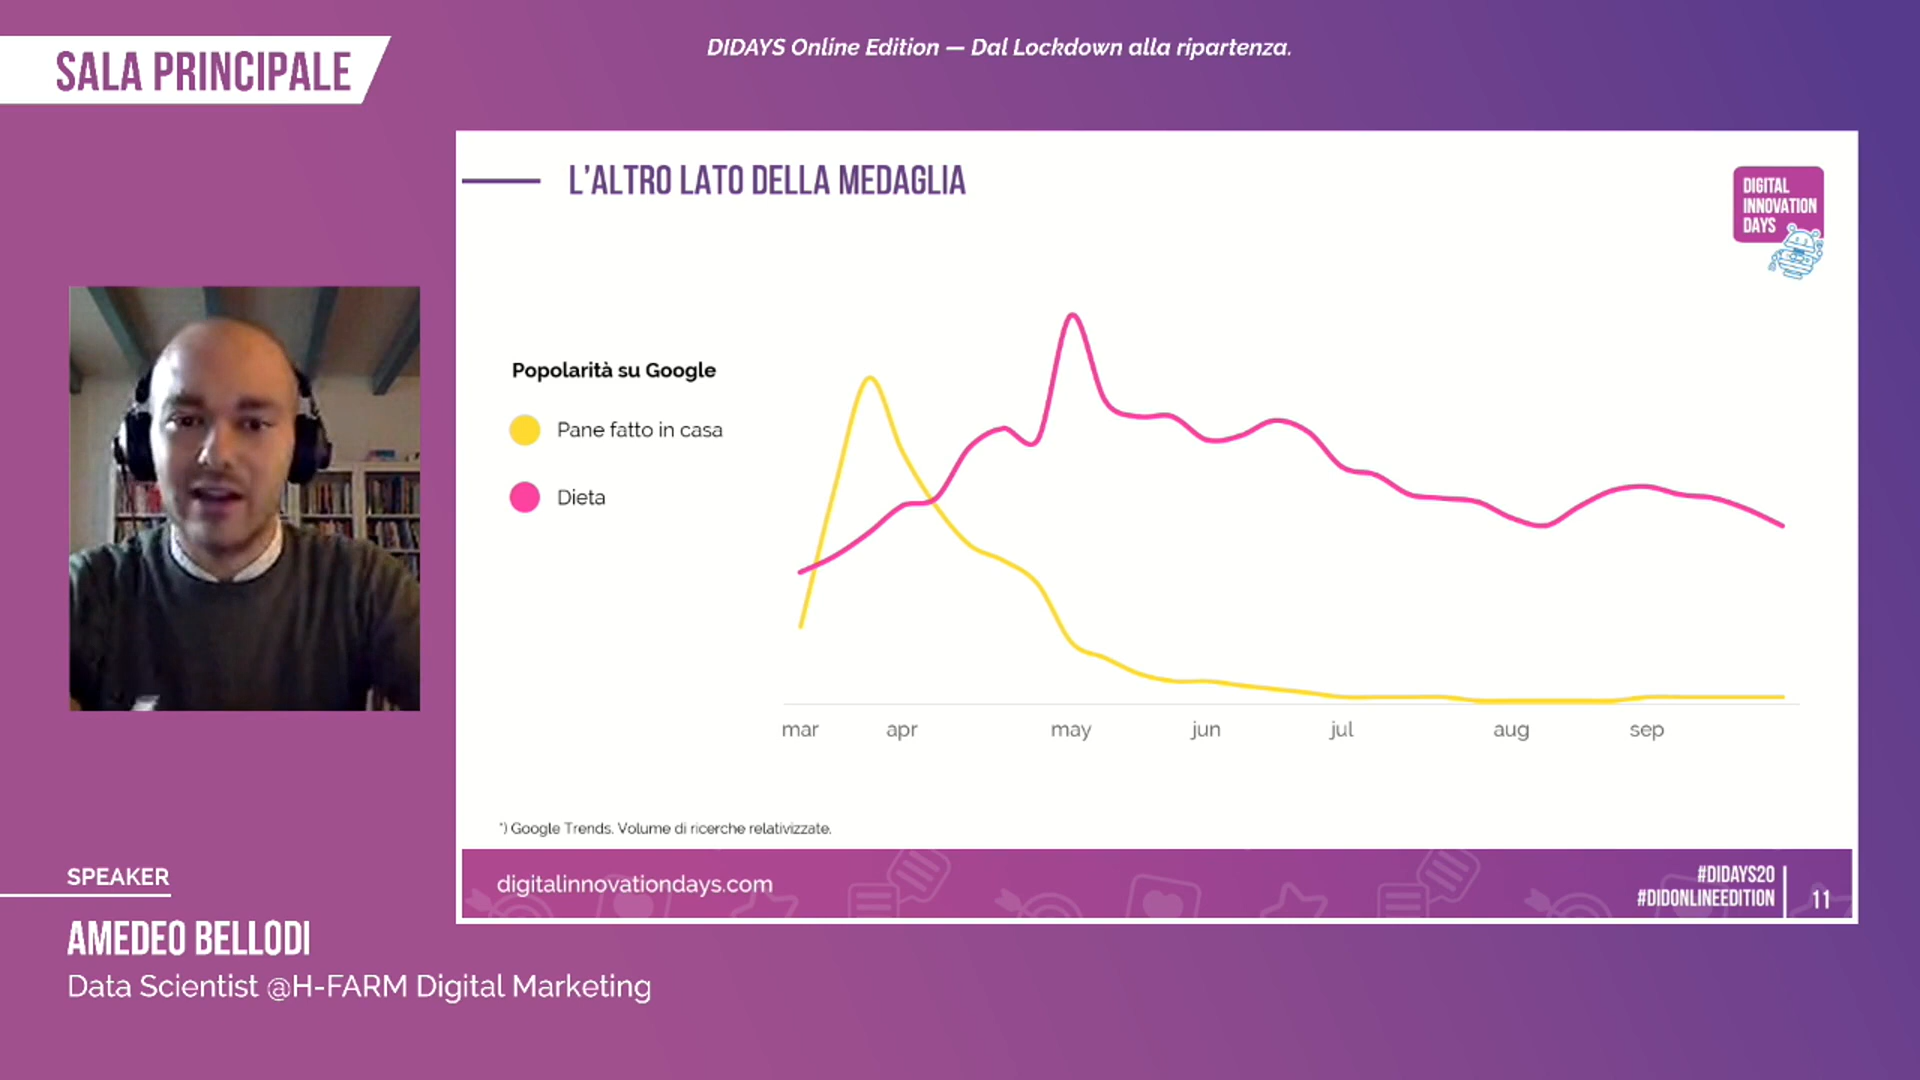 SALA PRINCIPALE
DIDAYS Online Edition — Dal Lockdown alla ripartenza.
L'ALTRO LATO DELLA MEDAGLIA
DIGITAL
INNOVATION
DAYS
Popolarità su Google
Pane fatto in casa
Dieta
mar apr may jun jul aug sep
*) Google Trends. Volume di ricerche relativizzate.
digitalinnovationdays.com
#DIDAYS20
#DIDONLINEEDITION
11
SPEAKER
AMEDEO BELLODI
Data Scientist @H-FARM Digital Marketing